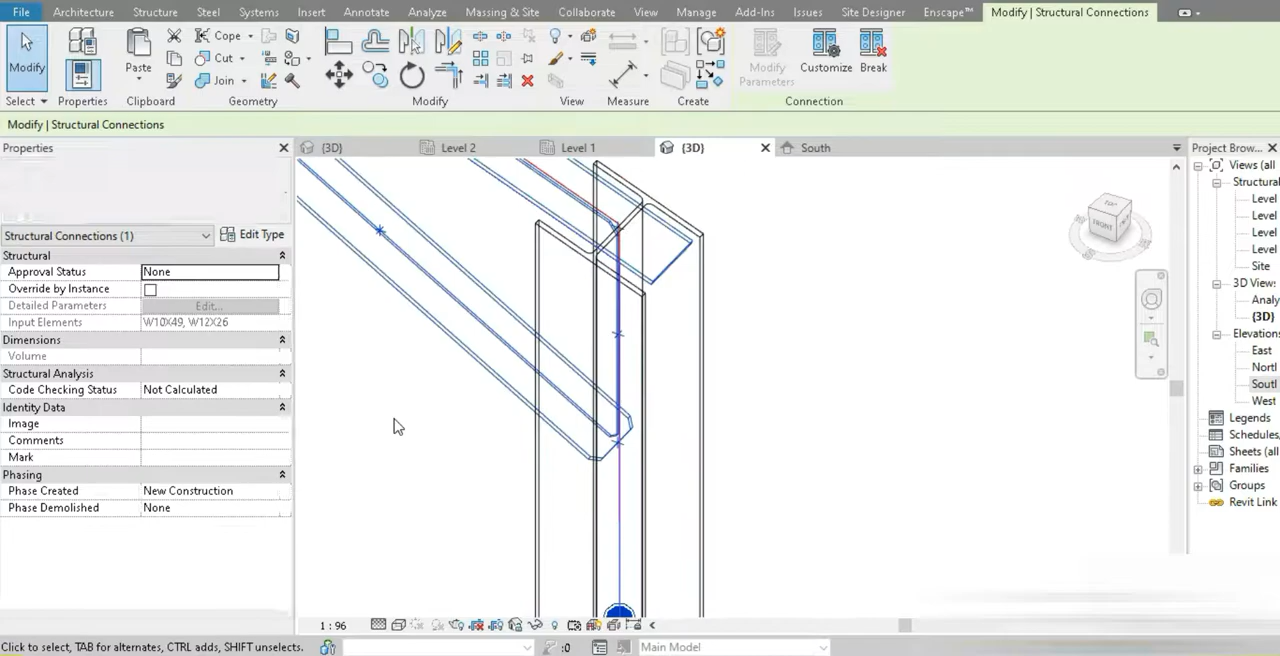 File Architecture Structure Steel Systems Insert Annotate Analyze Massing & Site Collaborate View Manage Add-Ins Issues Site Designer Enscape™ Modify | Structural Connections
Cope
Cut
Join
Modify Paste Modify Parameters Customize Break
Select Properties Clipboard Geometry Modify View Measure Create Connection
Modify | Structural Connections
Properties
{3D} Level 2 Level 1 {3D} South
Project Brow...
Structural Connections (1) Edit Type
Structural
Approval Status None
Override by Instance
Detailed Parameters Edit...
Input Elements W10X49, W12X26
Dimensions
Volume
Structural Analysis
Code Checking Status Not Calculated
Identity Data
Image
Comments
Mark
Phasing
Phase Created New Construction
Phase Demolished None
TOP
FRONT
Views (all
Structural
Level
Level
Level
Level
Site
3D View:
Analy
{3D}
Elevations
East
North
South
West
Legends
Schedules,
Sheets (all
Families
Groups
Revit Link
1 : 96
Click to select, TAB for alternates, CTRL adds, SHIFT unselects. :0 Main Model